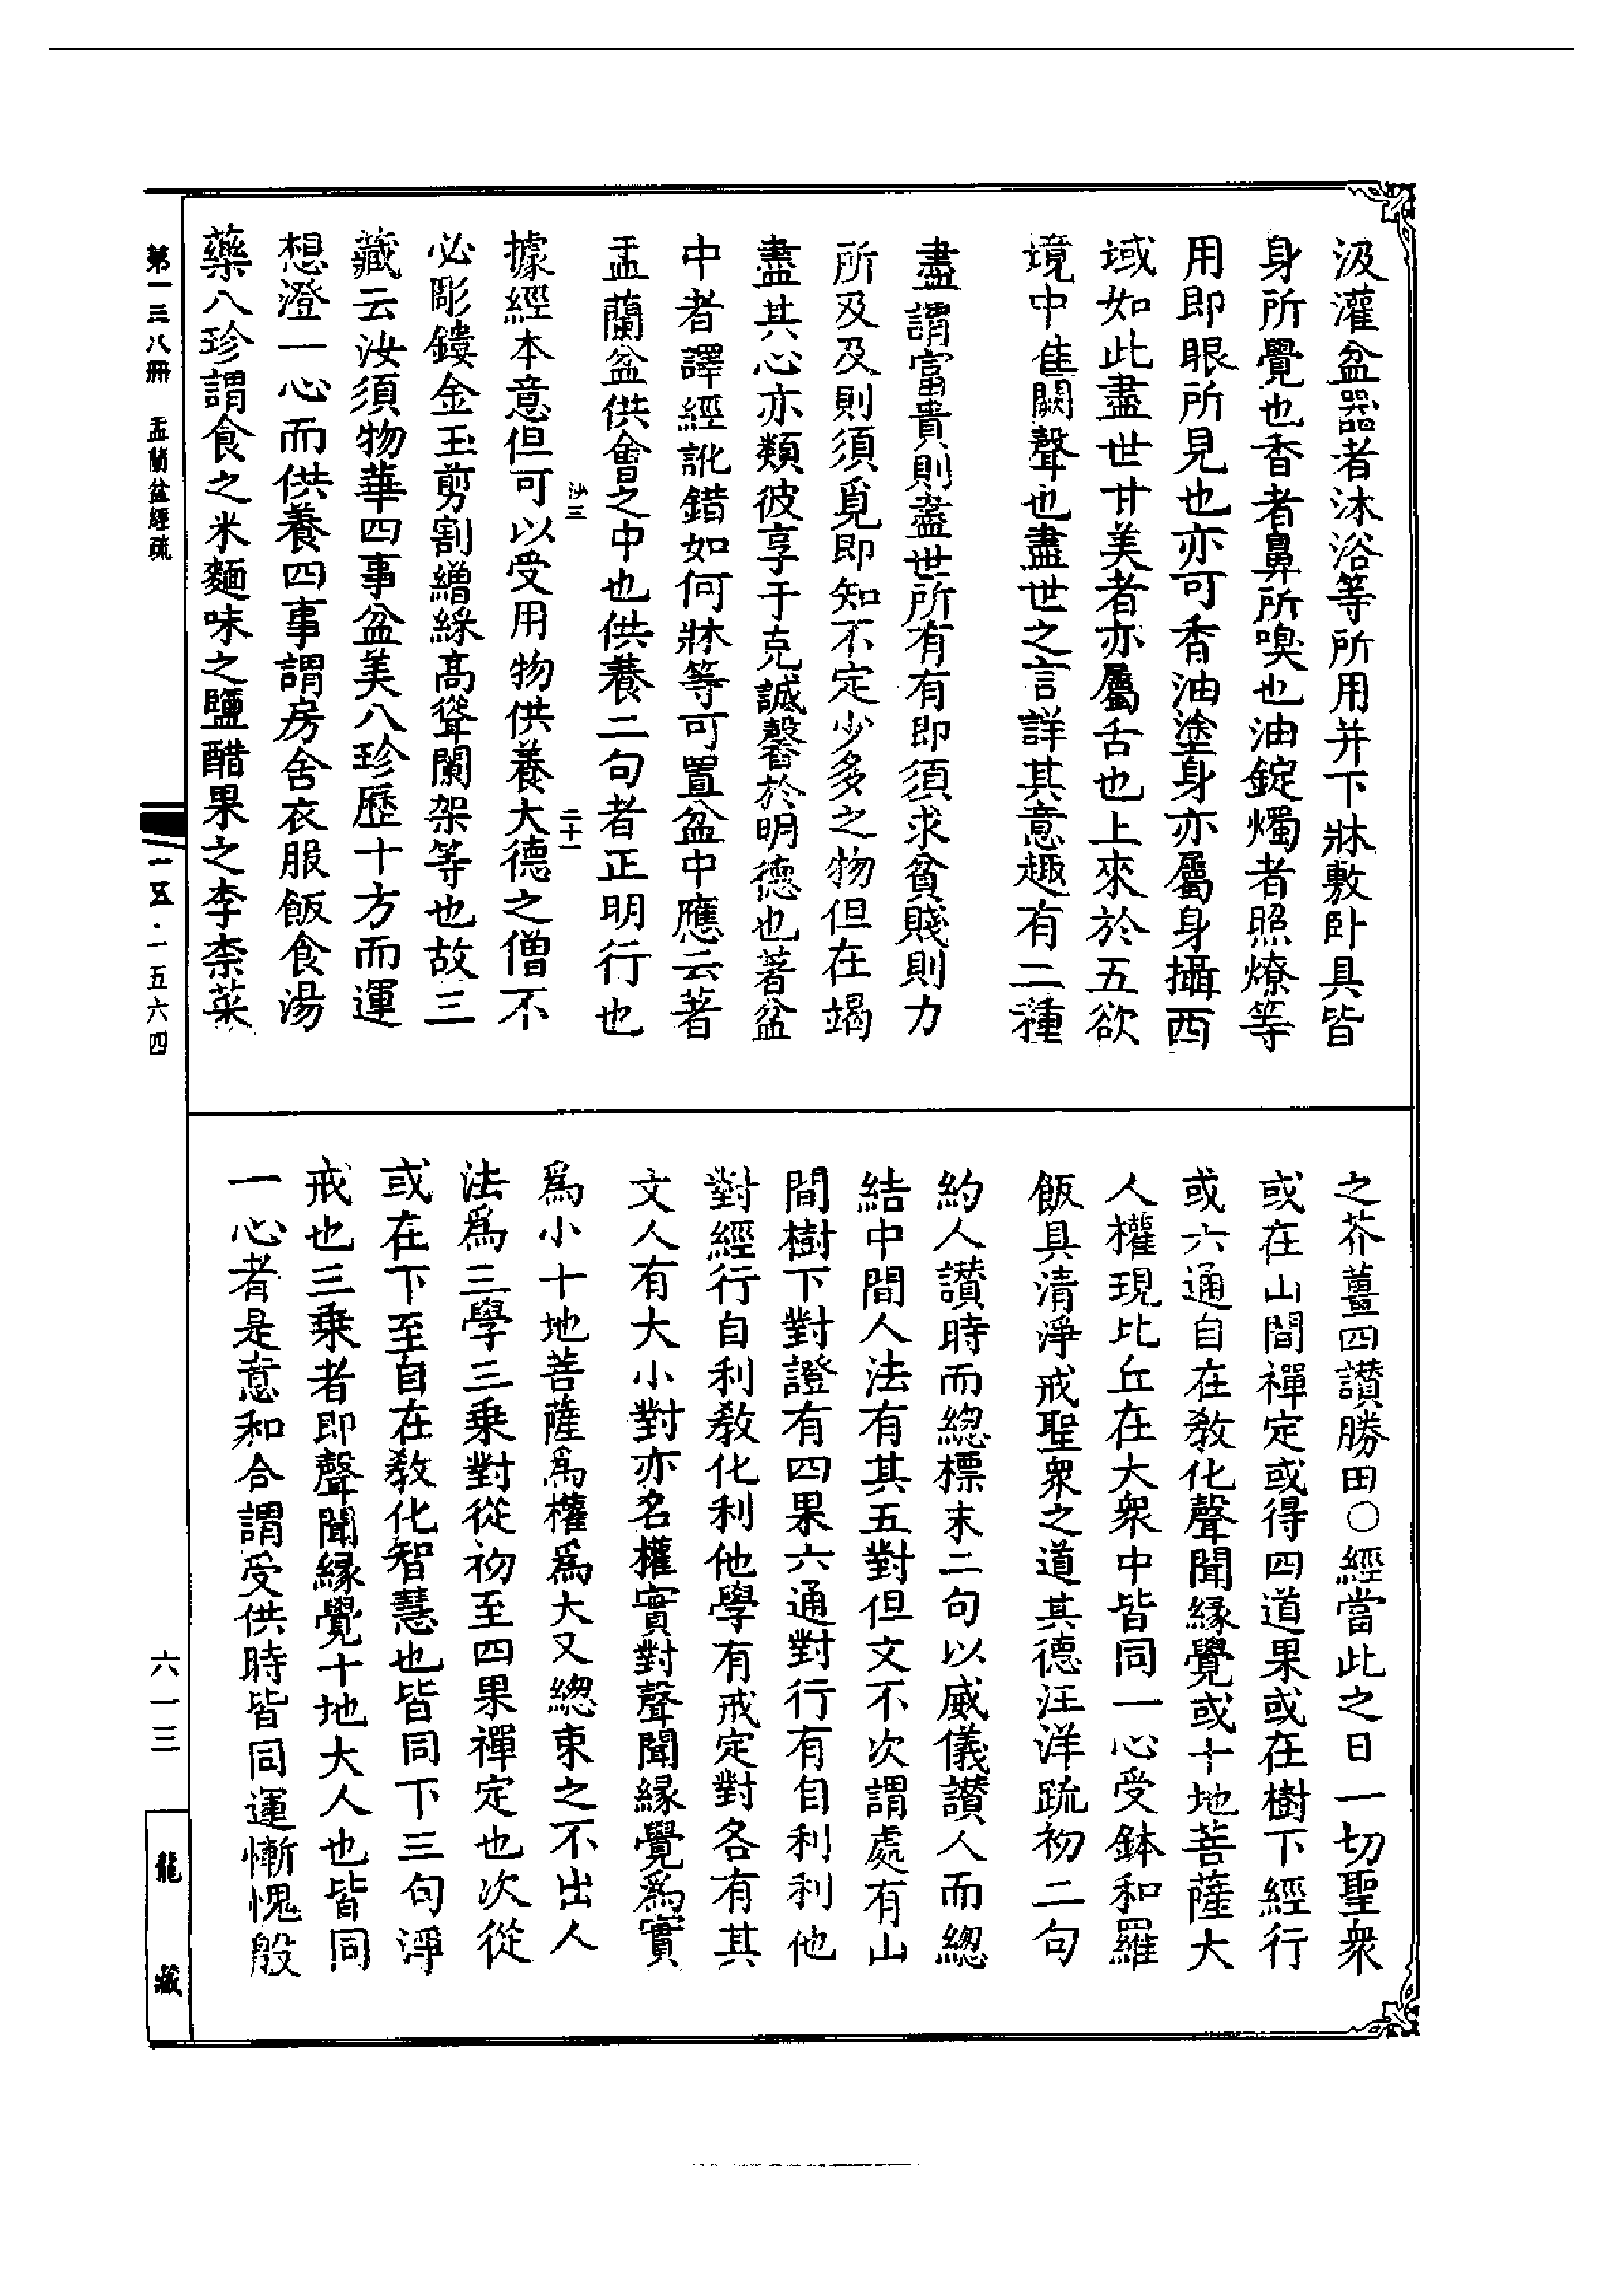 汲灌盆器者沐浴等所用并下牀敷卧具皆
身所覺也香者鼻所嗅也油錠燭者照燎等
用即眼所見也亦可香油塗身亦屬身攝西
域如此盡世甘美者亦屬舌也上來於五欲
境中隹闕聲也盡世之言詳其意趣有二種
盡謂富貴則盡世所有有即須求貧賤則力
所及及則須覓即知不定少多之物但在竭
盡其心亦類彼享于克誠馨於明德也著盆
中者譯經訛錯如何牀等可置盆中應云著
盂蘭盆供會之中也供養二句者正明行也
沙三 二十一
據經本意但可以受用物供養大德之僧不
必彫鏤金玉剪割繒綵高聳闌架等也故三
藏云汝須物華四事盆美八珍歷十方而運
想澄一心而供養四事謂房舍衣服飯食湯
藥八珍謂食之米麵味之鹽醋果之李柰菜
之芥薑四讚勝田〇經當此之日一切聖衆
或在山間禪定或得四道果或在樹下經行
或六通自在教化聲聞緣覺或十地菩薩大
人權現比丘在大衆中皆同一心受鉢和羅
飯具清淨戒聖衆之道其德汪洋疏初二句
約人讚時而總標末二句以威儀讚人而總
結中間人法有其五對但文不次謂處有山
間樹下對證有四果六通對行有自利利他
對經行自利教化利他學有戒定對各有其
文人有大小對亦名權實對聲聞緣覺爲實
爲小十地菩薩爲權爲大又總束之不出人
法爲三學三乘對從初至四果禪定也次從
或在下至自在教化智慧也皆同下三句淨
戒也三乘者即聲聞緣覺十地大人也皆同
一心者是意和合謂受供時皆同運慚愧殷
第一三八冊 盂蘭盆經疏
一五·一五六四
六一三
龍藏